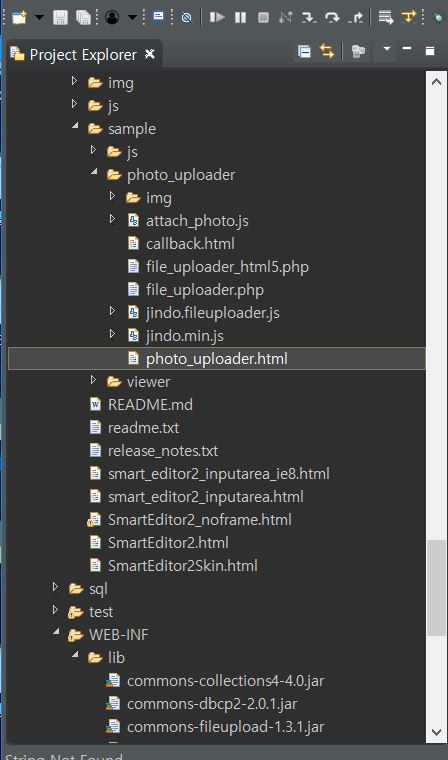 Project Explorer
img
js
sample
js
photo_uploader
img
attach_photo.js
callback.html
file_uploader_html5.php
file_uploader.php
jindo.fileuploader.js
jindo.min.js
photo_uploader.html
viewer
README.md
readme.txt
release_notes.txt
smart_editor2_inputarea_ie8.html
smart_editor2_inputarea.html
SmartEditor2_noframe.html
SmartEditor2.html
SmartEditor2Skin.html
sql
test
WEB-INF
lib
commons-collections4-4.0.jar
commons-dbcp2-2.0.1.jar
commons-fileupload-1.3.1.jar
String Not Found